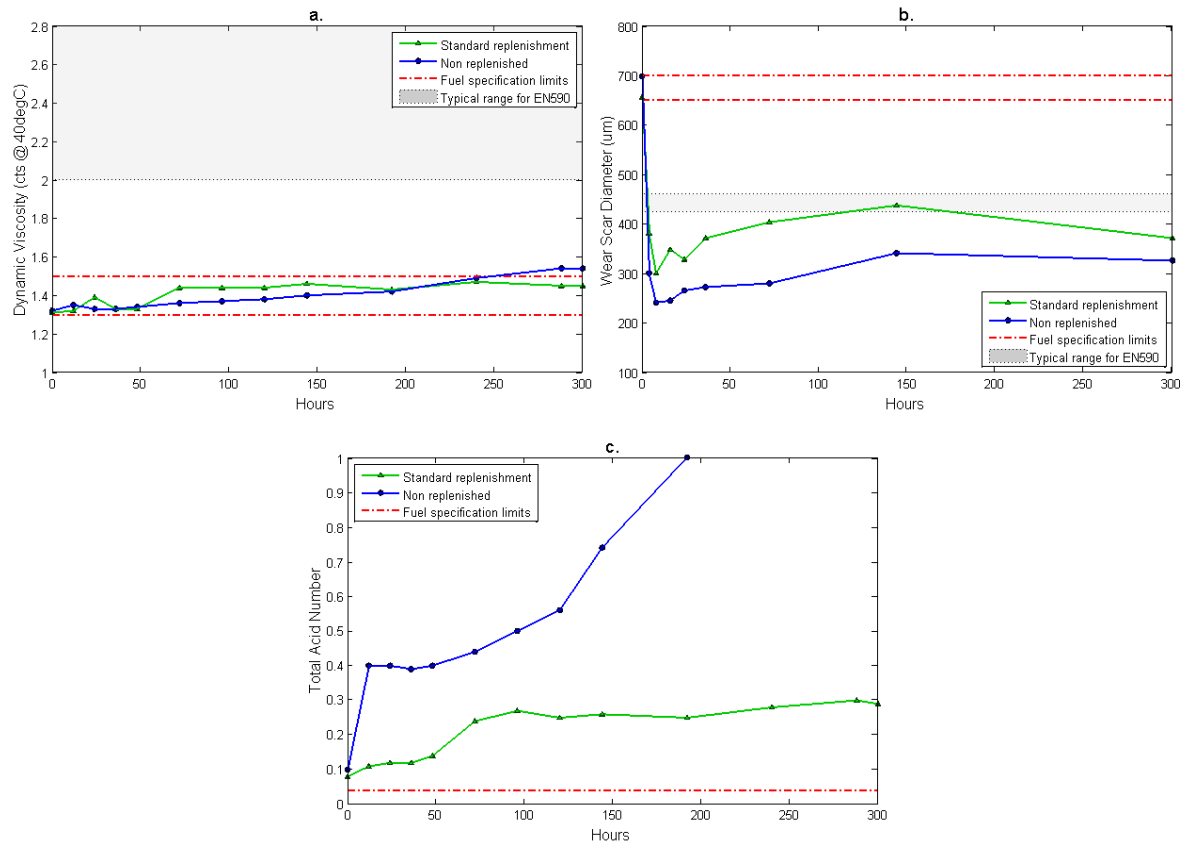 a.
2.8
2.6
2.4
2.2
2
1.8
1.6
1.4
1.2
1
Dynamic Viscosity (cts @40degC)
Standard replenishment
Non replenished
Fuel specification limits
Typical range for EN590
0 50 100 150 200 250 300
Hours
b.
800
700
600
500
400
300
200
100
Wear Scar Diameter (um)
Standard replenishment
Non replenished
Fuel specification limits
Typical range for EN590
0 50 100 150 200 250 300
Hours
c.
1
0.9
0.8
0.7
0.6
0.5
0.4
0.3
0.2
0.1
0
Total Acid Number
Standard replenishment
Non replenished
Fuel specification limits
0 50 100 150 200 250 300
Hours